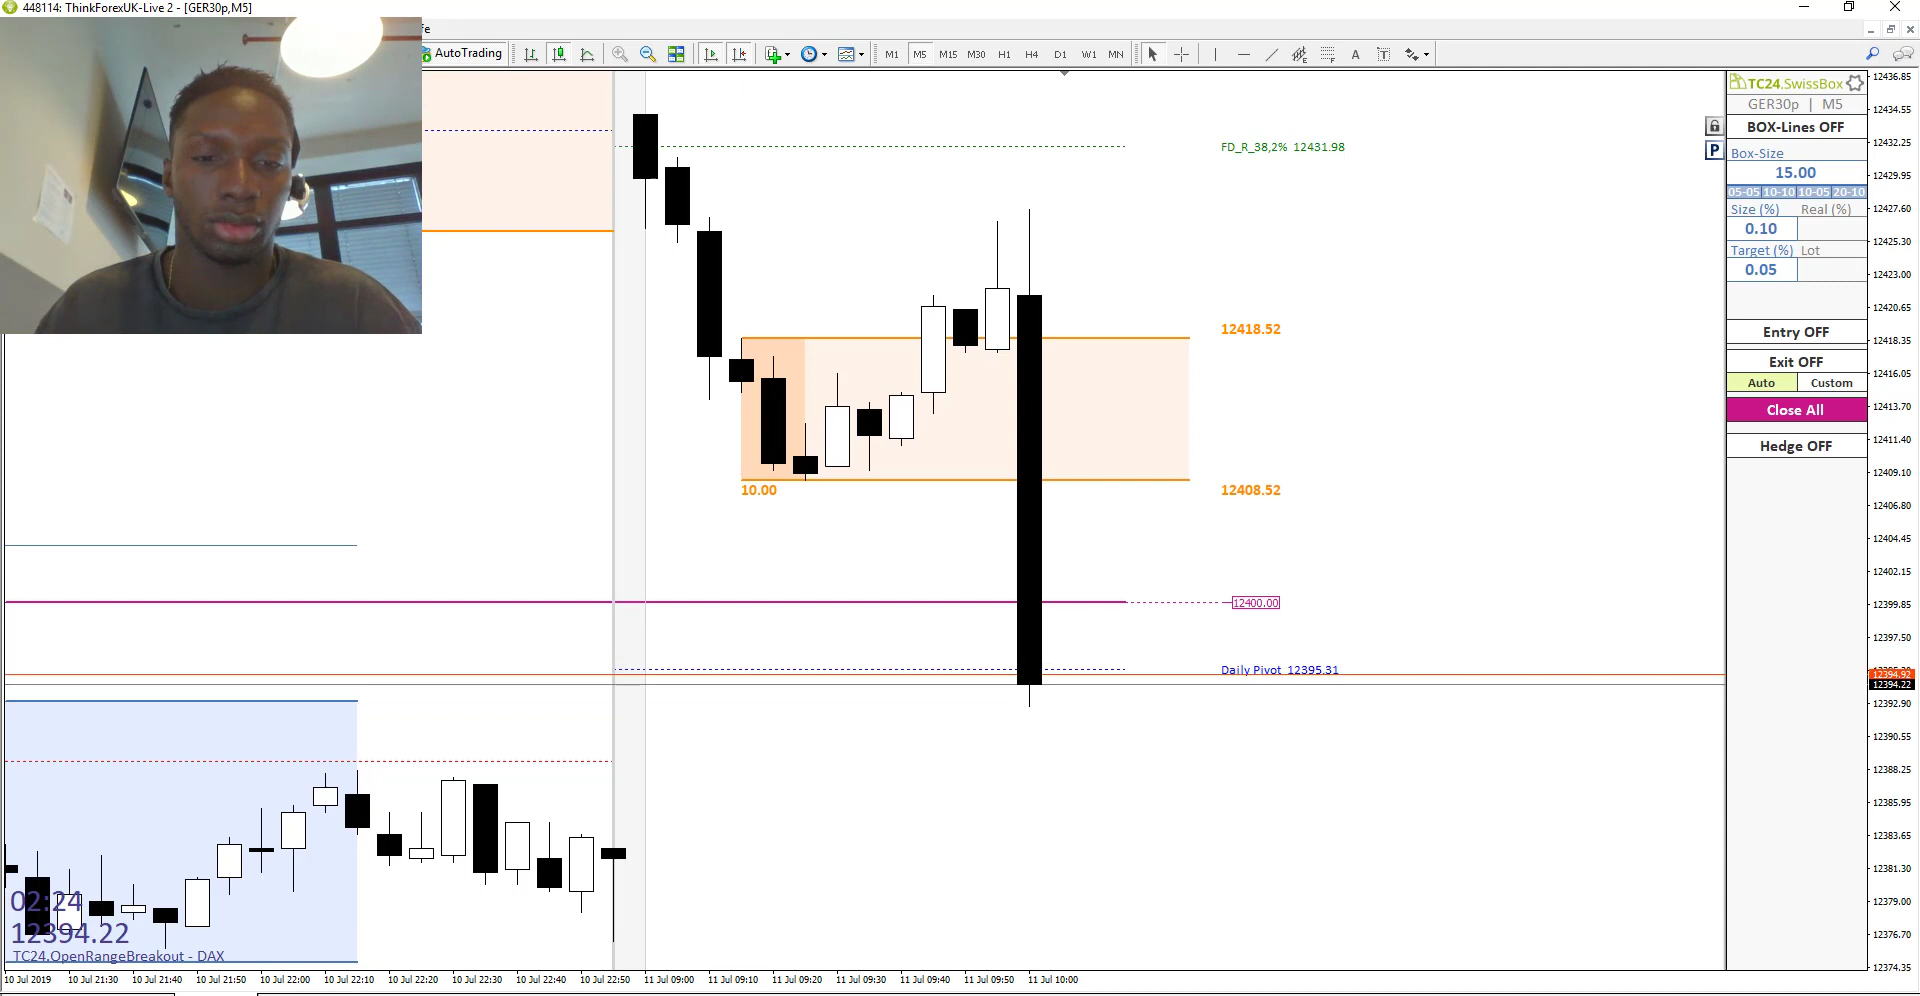 448114: ThinkForexUK-Live 2 - [GER30p,M5]
AutoTrading
M1 M5 M15 M30 H1 H4 D1 W1 MN
A T
TC24.SwissBox
GER30p | M5
BOX-Lines OFF
P
Box-Size
15.00
05-05 10-10 10-05 20-10
Size (%) Real (%)
0.10
Target (%) Lot
0.05
Entry OFF
Exit OFF
Auto Custom
Close All
Hedge OFF
FD_R_38,2% 12431.98
12418.52
10.00
12408.52
12400.00
Daily Pivot 12395.31
12436.85
12434.55
12432.25
12429.95
12427.60
12425.30
12423.00
12420.65
12418.35
12416.05
12413.70
12411.40
12409.10
12406.80
12404.45
12402.15
12399.85
12397.50
12394.92
12394.22
12392.90
12390.55
12388.25
12385.95
12383.65
12381.30
12379.00
12376.70
12374.35
02:24
12394.22
TC24.OpenRangeBreakout - DAX
10 Jul 2019 10 Jul 21:30 10 Jul 21:40 10 Jul 21:50 10 Jul 22:00 10 Jul 22:10 10 Jul 22:20 10 Jul 22:30 10 Jul 22:40 10 Jul 22:50 11 Jul 09:00 11 Jul 09:10 11 Jul 09:20 11 Jul 09:30 11 Jul 09:40 11 Jul 09:50 11 Jul 10:00